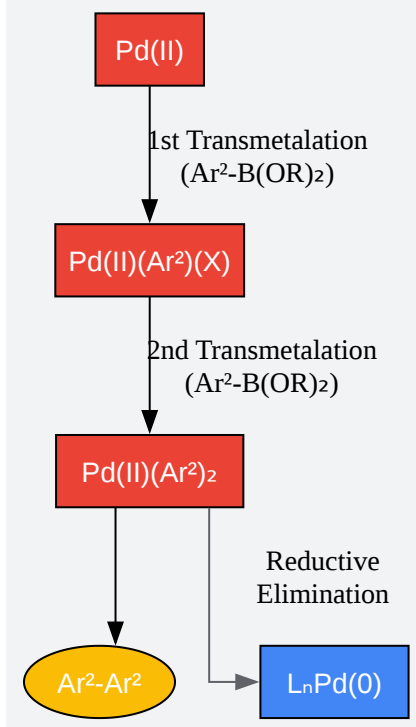 Pd(II)
1st Transmetalation
(Ar²-B(OR)₂)
Pd(II)(Ar²)(X)
2nd Transmetalation
(Ar²-B(OR)₂)
Pd(II)(Ar²)₂
Reductive
Elimination
Ar²-Ar²
LₙPd(0)